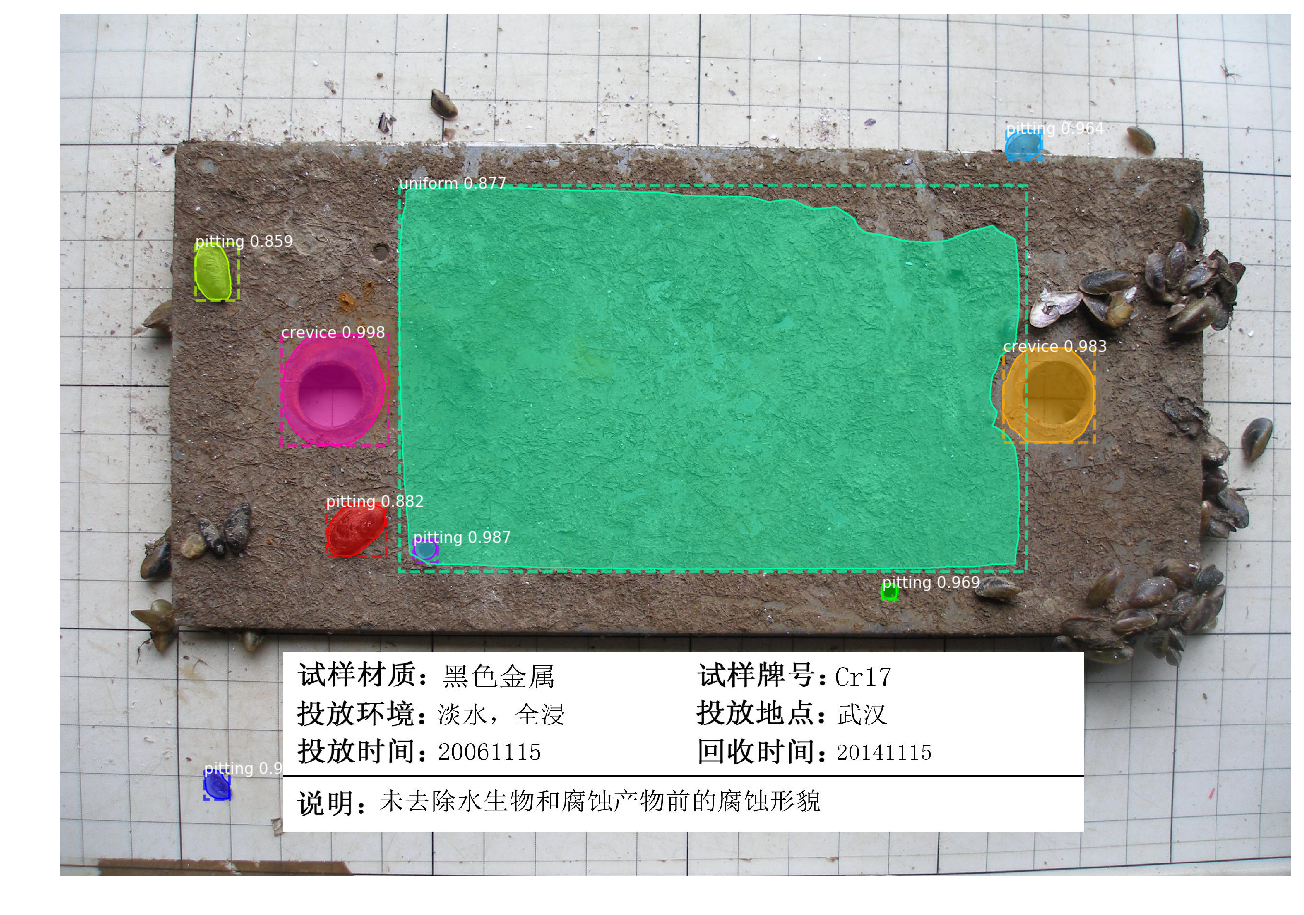 pitting 0.964
uniform 0.877
pitting 0.859
crevice 0.998
crevice 0.983
pitting 0.882
pitting 0.987
pitting 0.969
试样材质：黑色金属 试样牌号：Cr17
投放环境：淡水，全浸 投放地点：武汉
投放时间：20061115 回收时间：20141115
pitting 0.9
说明：未去除水生物和腐蚀产物前的腐蚀形貌